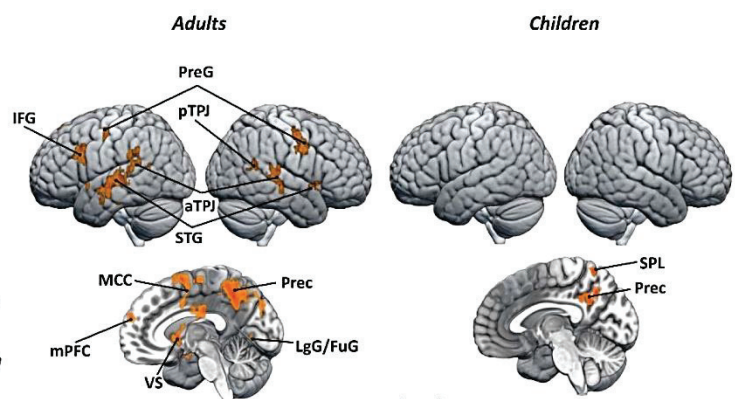 Adults
Children
PreG
IFG
pTPJ
aTPJ
STG
MCC
Prec
mPFC
VS
LgG/FuG
SPL
Prec